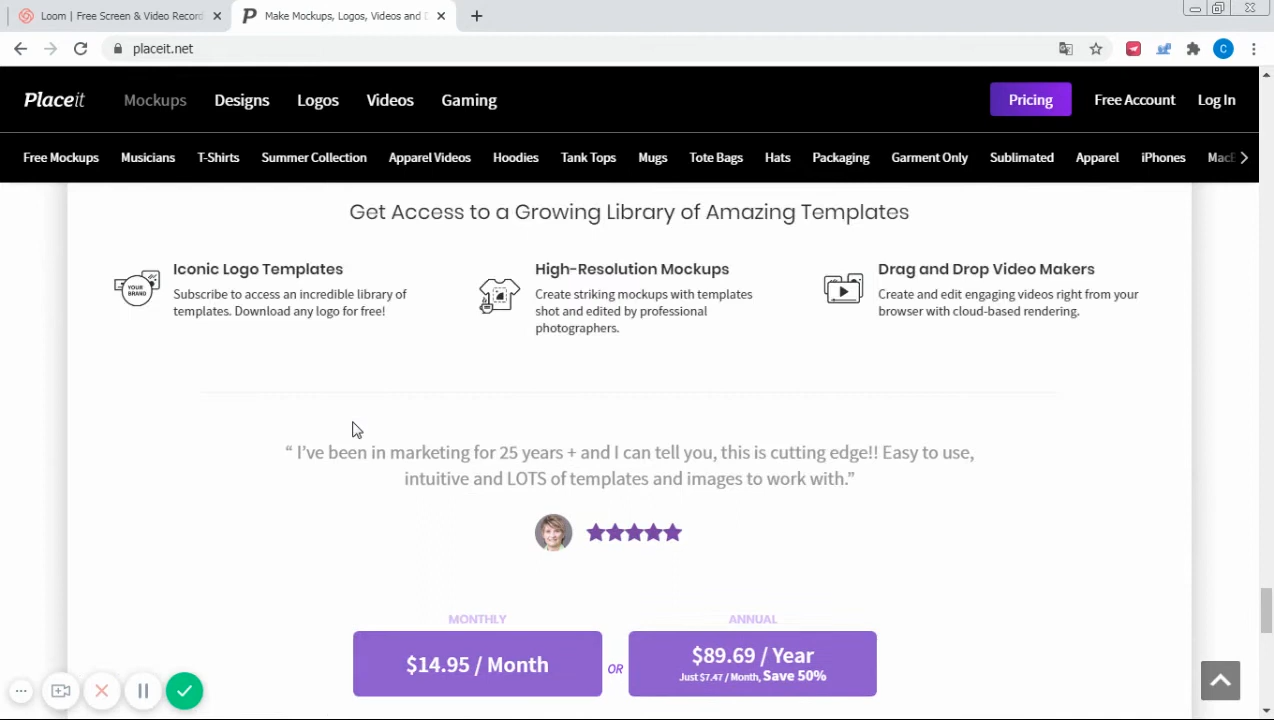 Loom | Free Screen & Video Record
Make Mockups, Logos, Videos and D
placeit.net
C
Placeit Mockups Designs Logos Videos Gaming Pricing Free Account Log In
Free Mockups Musicians T-Shirts Summer Collection Apparel Videos Hoodies Tank Tops Mugs Tote Bags Hats Packaging Garment Only Sublimated Apparel iPhones MacB
Get Access to a Growing Library of Amazing Templates
YOUR
BRAND
Iconic Logo Templates
Subscribe to access an incredible library of
templates. Download any logo for free!
High-Resolution Mockups
Create striking mockups with templates
shot and edited by professional
photographers.
Drag and Drop Video Makers
Create and edit engaging videos right from your
browser with cloud-based rendering.
“ I’ve been in marketing for 25 years + and I can tell you, this is cutting edge!! Easy to use,
intuitive and LOTS of templates and images to work with.”
MONTHLY
$14.95 / Month
OR
ANNUAL
$89.69 / Year
Just $7.47 / Month, Save 50%